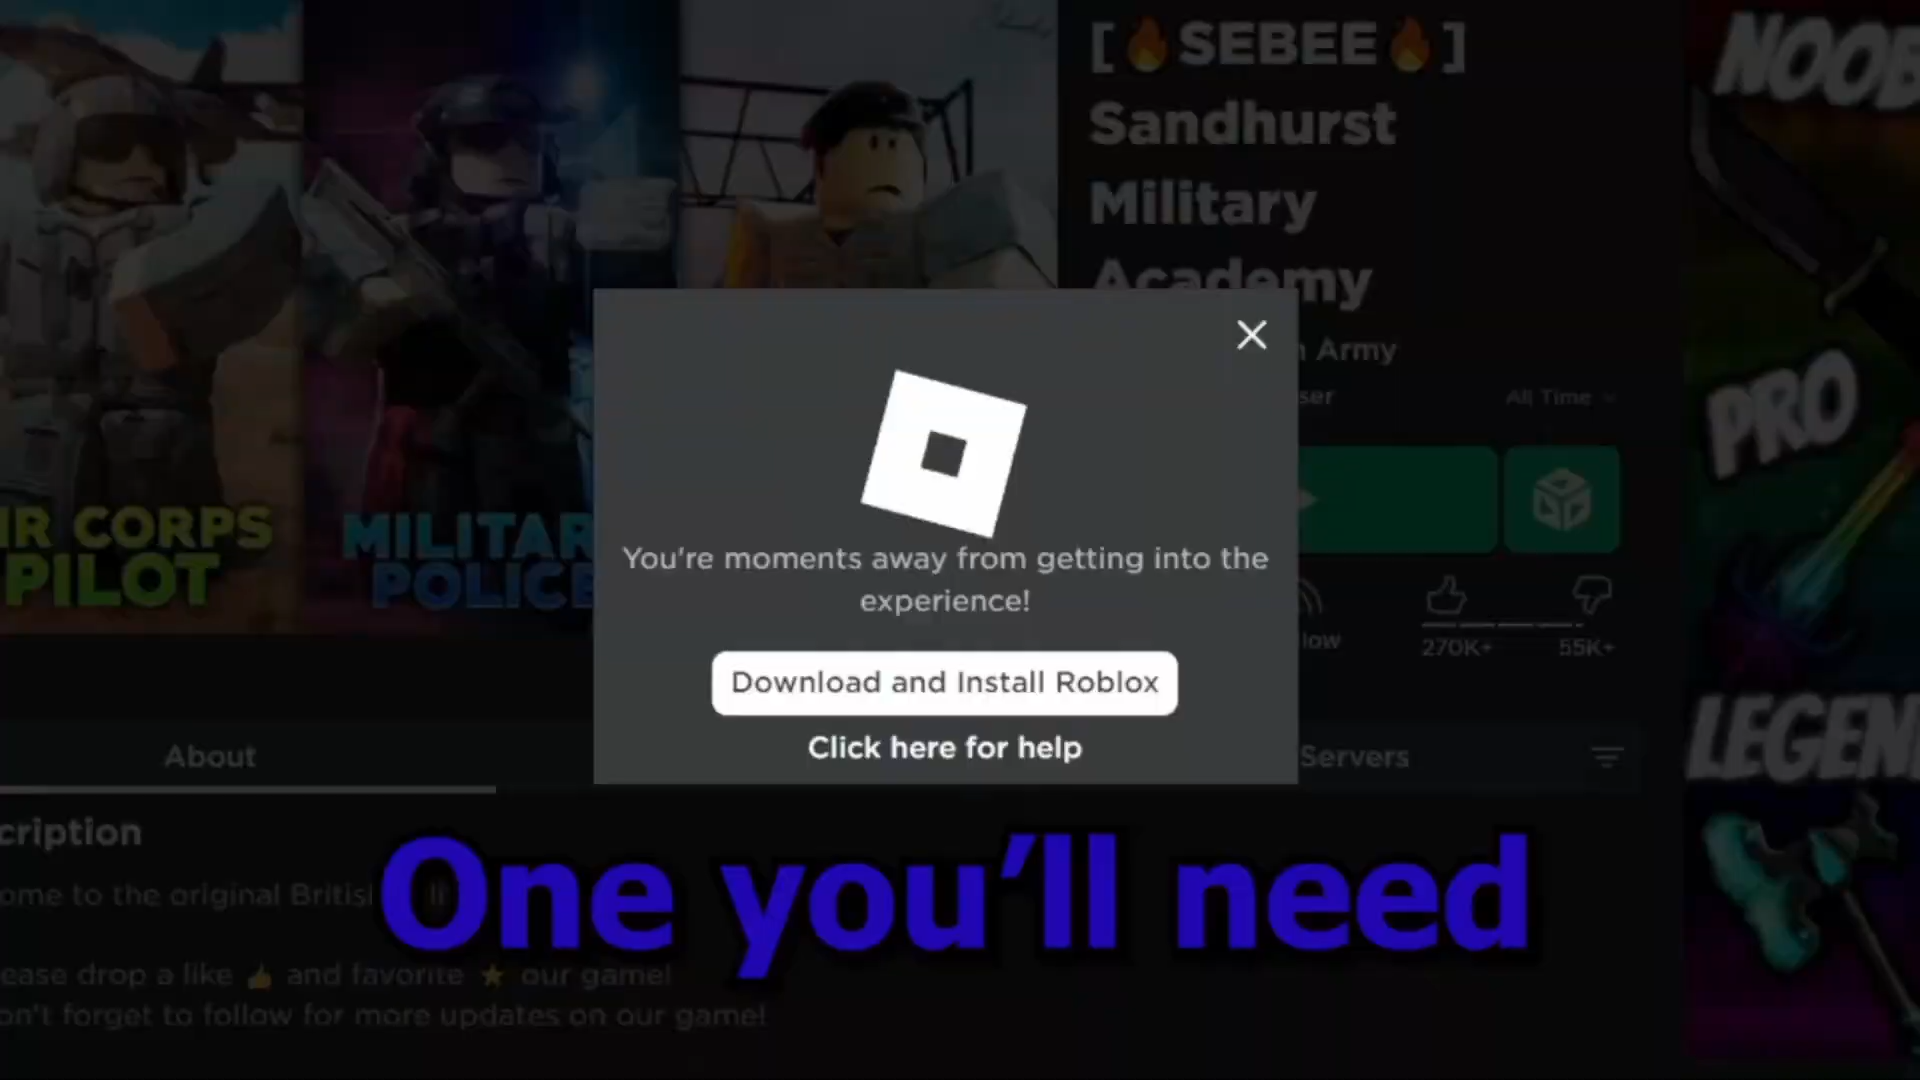 [🔥SEBEE🔥]
Sandhurst
Military
Academy
Army
All Time
NOOB
PRO
LEGEN
IR CORPS
PILOT
MILITAR
POLICE
You're moments away from getting into the
experience!
Download and Install Roblox
Click here for help
low
270K+
55K+
About
Servers
cription
ome to the original Britis
ease drop a like 👍 and favorite ⭐ our game!
on't forget to follow for more updates on our game!
One you'll need